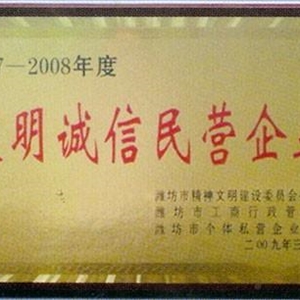 7—2008年度
明诚信民营企
潍坊市精神文明建设委员会
潍坊市工商行政管
潍坊市个体私营企业
二00九年三